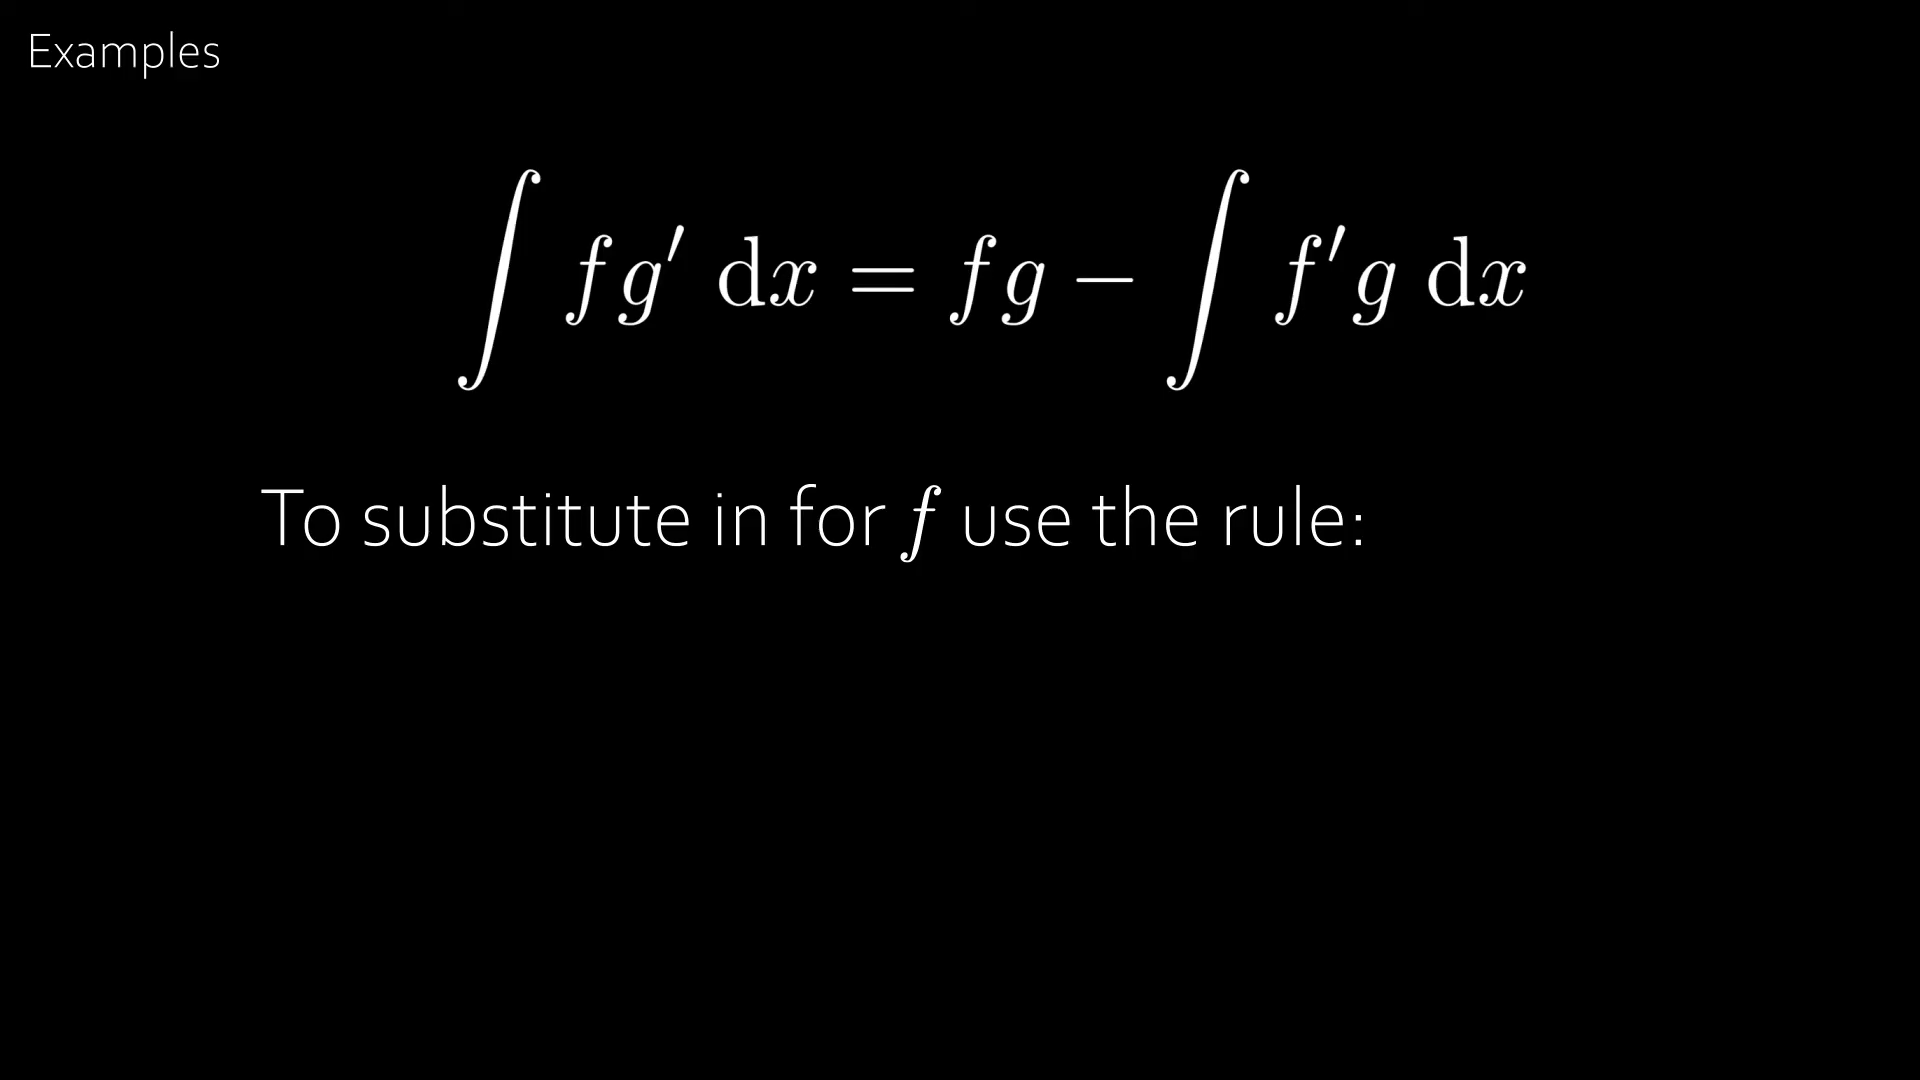 Examples
∫ fg′ dx = fg − ∫ f′g dx
To substitute in for f use the rule: